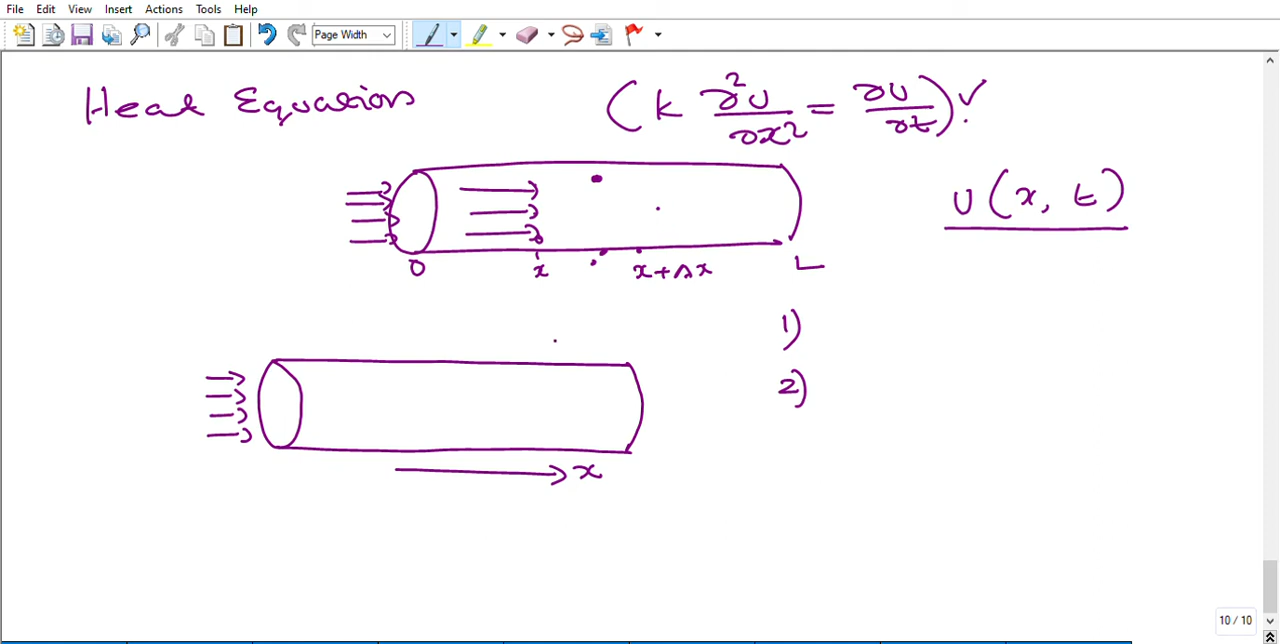 File Edit View Insert Actions Tools Help
Page Width
Heat Equation (k ∂²U/∂x² = ∂U/∂t)
U(x, t)
0 x x+Δx L
1)
2)
x
10 / 10